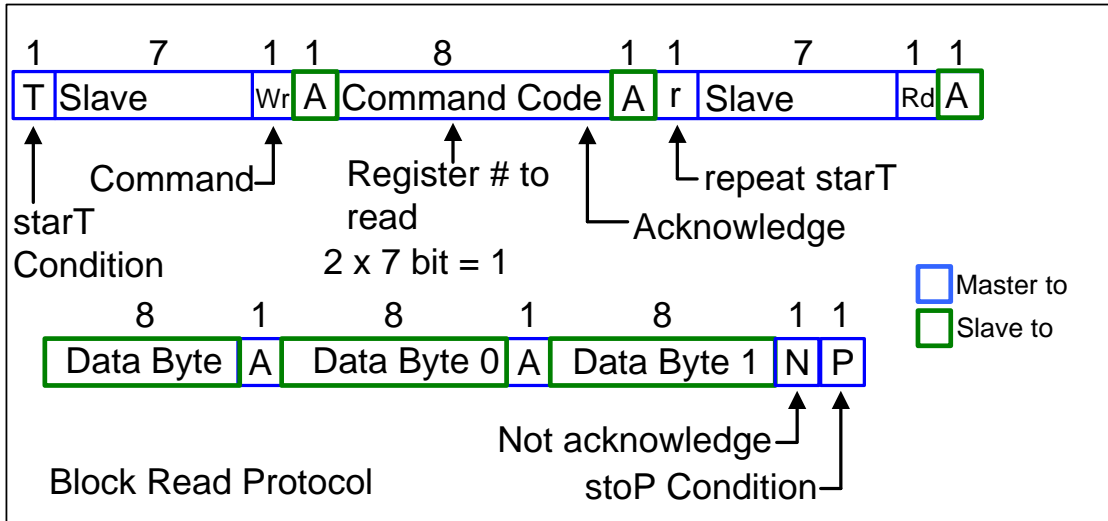 1 7 1 1 8 1 1 7 1 1
T Slave Wr A Command Code A r Slave Rd A
Command
Register # to
read
repeat starT
starT
Condition
Acknowledge
2 x 7 bit = 1
Master to
Slave to
8 1 8 1 8 1 1
Data Byte A Data Byte 0 A Data Byte 1 N P
Not acknowledge
Block Read Protocol
stoP Condition